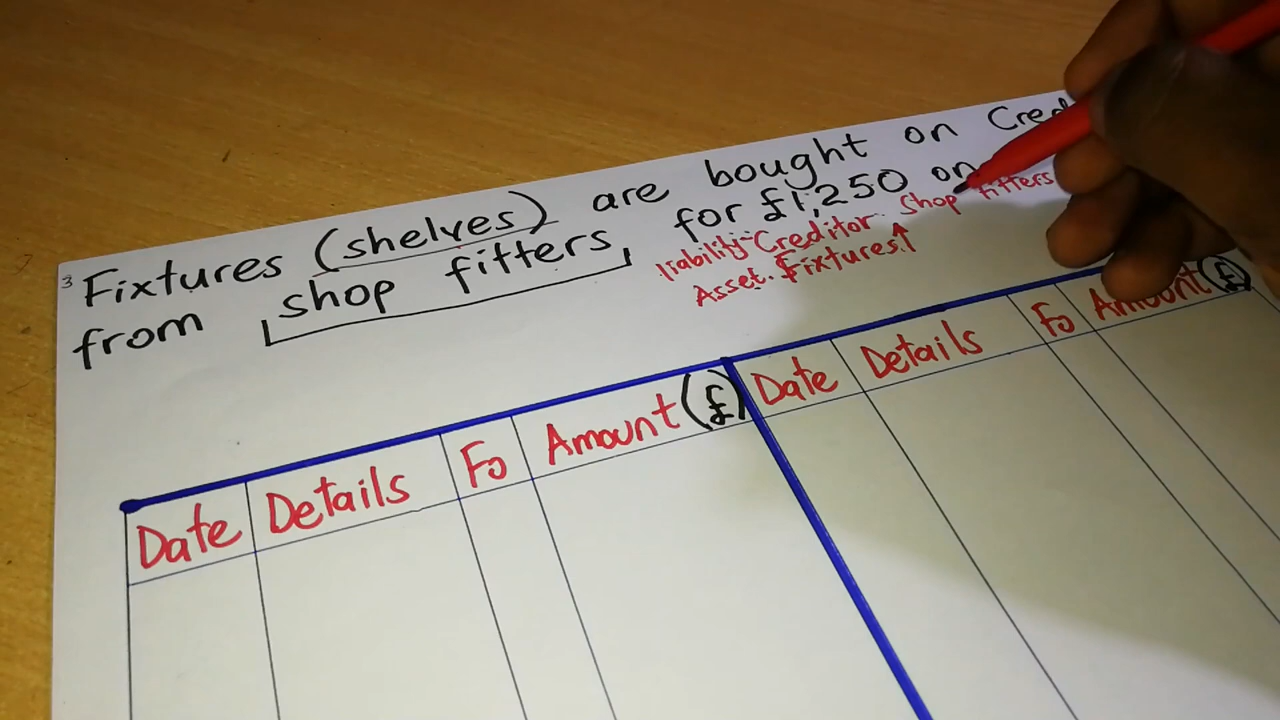 3 Fixtures (shelves) are bought on Cred
from shop fitters, for £1,250 on
liability-Creditor. Shop fitters
Asset. Fixtures↑
Date Details Fo Amount (£) Date Details Fo Amount (£)